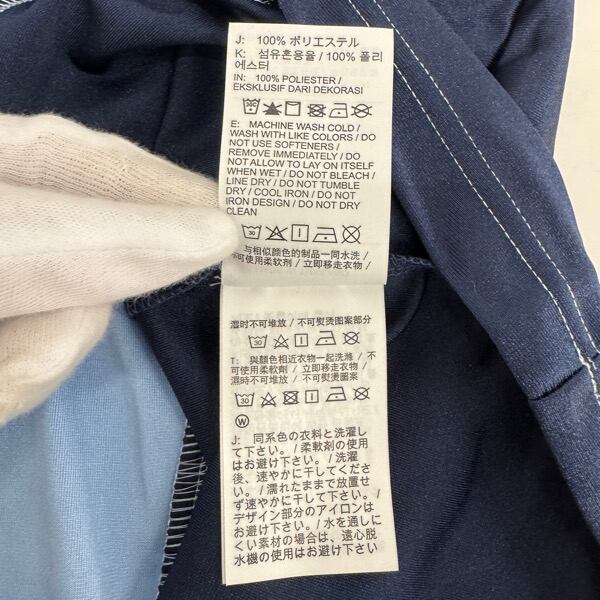 J: 100% ポリエステル
K: 섬유혼용율 / 100% 폴리
에스터
IN: 100% POLIESTER /
EKSKLUSIF DARI DEKORASI
E: MACHINE WASH COLD /
WASH WITH LIKE COLORS / DO
NOT USE SOFTENERS /
REMOVE IMMEDIATELY / DO
NOT ALLOW TO LAY ON ITSELF
WHEN WET / DO NOT BLEACH /
LINE DRY / DO NOT TUMBLE
DRY / COOL IRON / DO NOT
IRON DESIGN / DO NOT DRY
CLEAN
30
与相似颜色的制品一同水洗 /
不可使用柔软剂 / 立即移走衣物 /
湿时不可堆放 / 不可熨烫图案部分
30
T: 與顏色相近衣物一起洗滌 / 不
可使用柔軟劑 / 立即移走衣物 /
濕時不可堆放 / 不可熨燙圖案
30
W
J: 同系色の衣料と洗濯し
て下さい。/ 柔軟剤の使用
はお避け下さい。/ 洗濯
後、速やかに干してくださ
い。/ 濡れたままで放置せ
ず速やかに干して下さい。/
デザイン部分のアイロンは
お避け下さい。/ 水を通しに
くい素材の場合は、遠心脱
水機の使用はお避け下さい